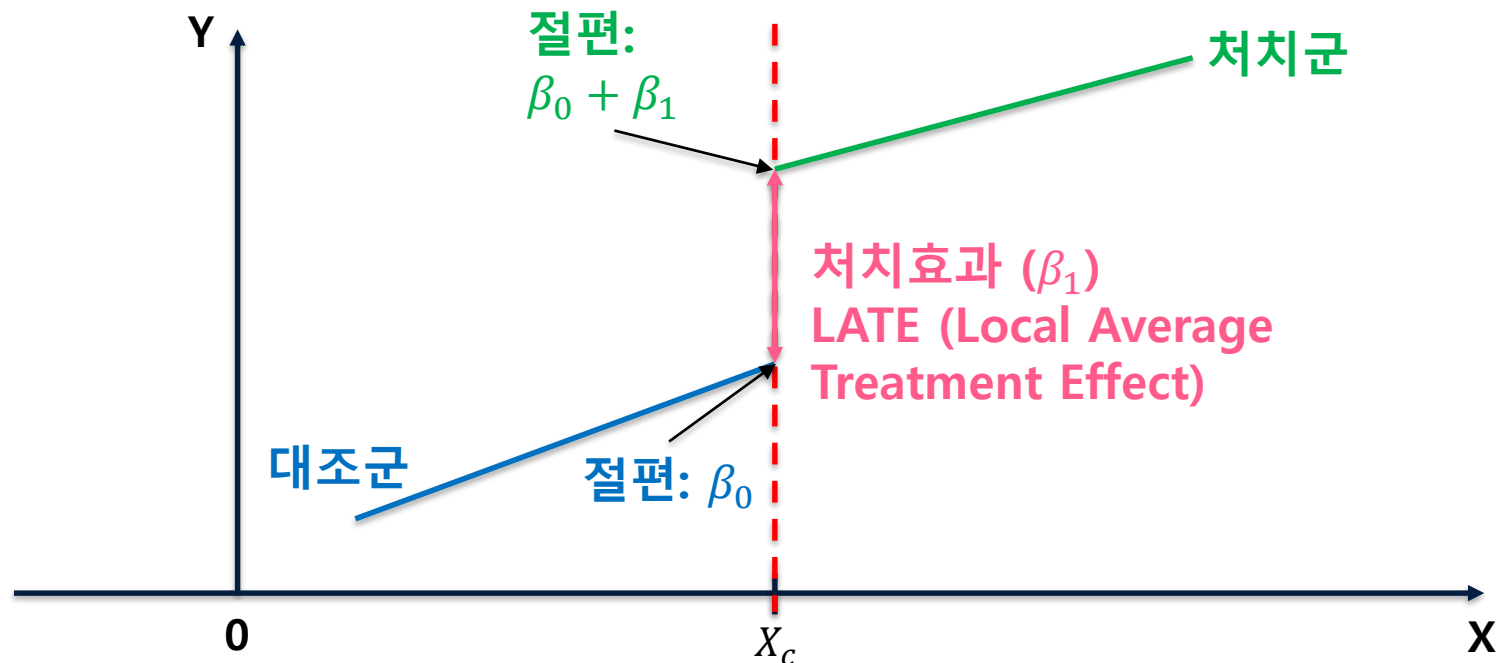 Y
절편:
β₀ + β₁
처치군
처치효과 (β₁)
LATE (Local Average
Treatment Effect)
대조군
절편: β₀
0
X_c
X